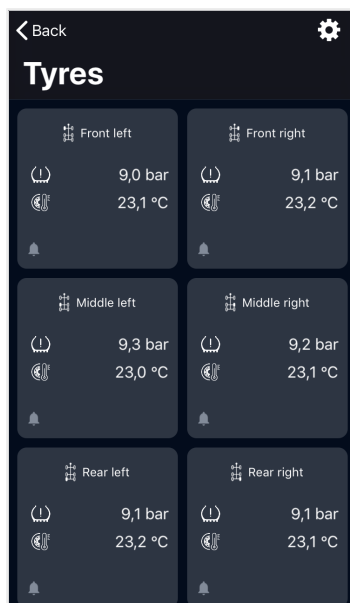 Back
Tyres
Front left
9,0 bar
23,1 °C
Front right
9,1 bar
23,2 °C
Middle left
9,3 bar
23,0 °C
Middle right
9,2 bar
23,1 °C
Rear left
9,1 bar
23,2 °C
Rear right
9,1 bar
23,1 °C